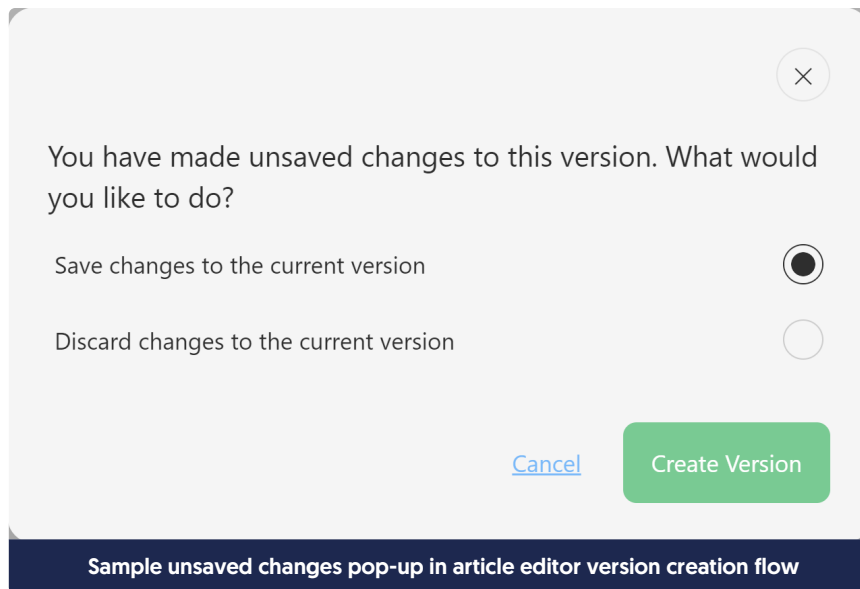 You have made unsaved changes to this version. What would
you like to do?
Save changes to the current version
Discard changes to the current version
Cancel
Create Version
Sample unsaved changes pop-up in article editor version creation flow